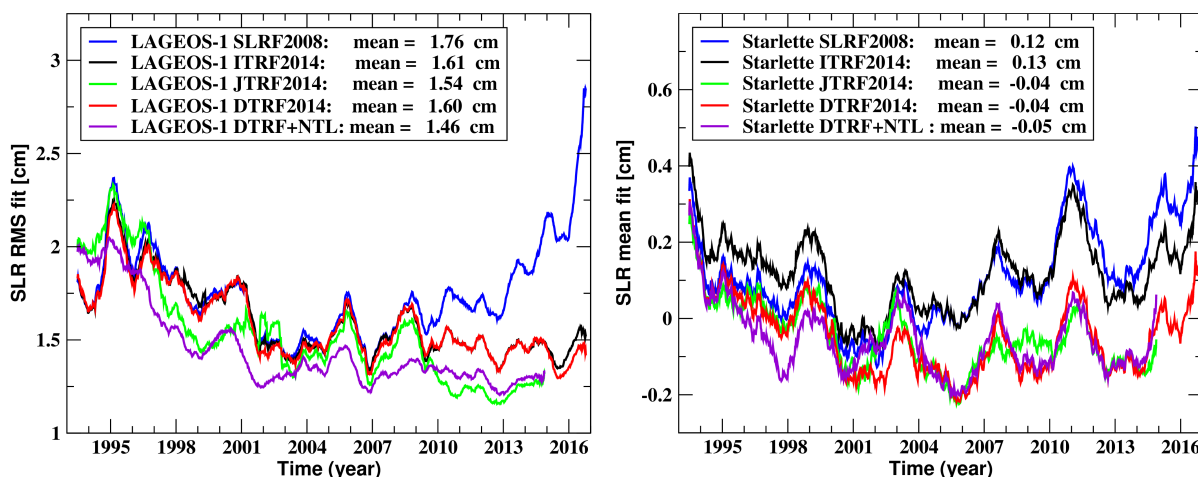 LAGEOS-1 SLRF2008: mean = 1.76 cm
LAGEOS-1 ITRF2014: mean = 1.61 cm
LAGEOS-1 JTRF2014: mean = 1.54 cm
LAGEOS-1 DTRF2014: mean = 1.60 cm
LAGEOS-1 DTRF+NTL: mean = 1.46 cm
3
2.5
2
1.5
1
SLR RMS fit [cm]
1995 1998 2001 2004 2007 2010 2013 2016
Time (year)
Starlette SLRF2008: mean = 0.12 cm
Starlette ITRF2014: mean = 0.13 cm
Starlette JTRF2014: mean = -0.04 cm
Starlette DTRF2014: mean = -0.04 cm
Starlette DTRF+NTL : mean = -0.05 cm
0.6
0.4
0.2
0
-0.2
SLR mean fit [cm]
1995 1998 2001 2004 2007 2010 2013 2016
Time (year)